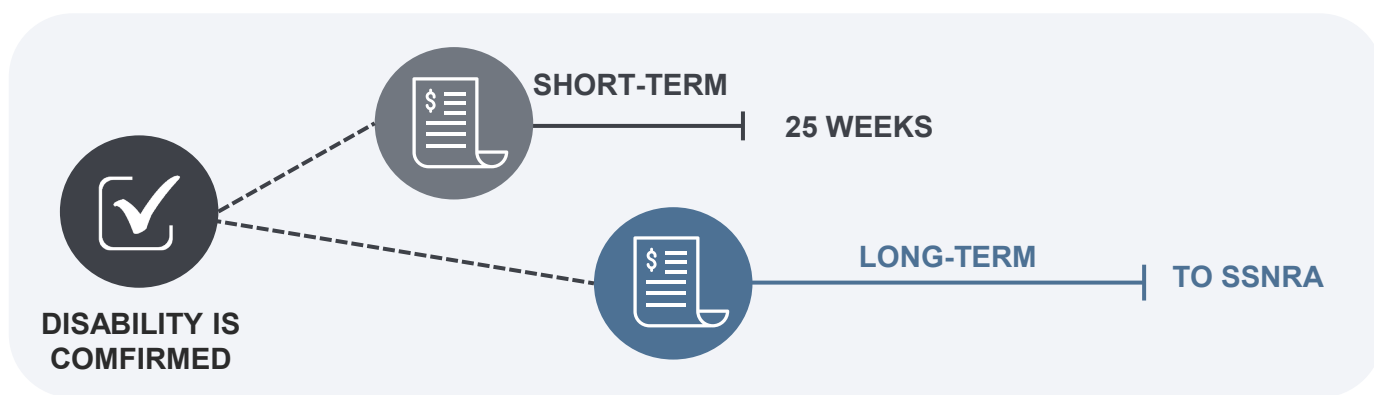 SHORT-TERM
25 WEEKS
$
LONG-TERM
TO SSNRA
$
DISABILITY IS
COMFIRMED